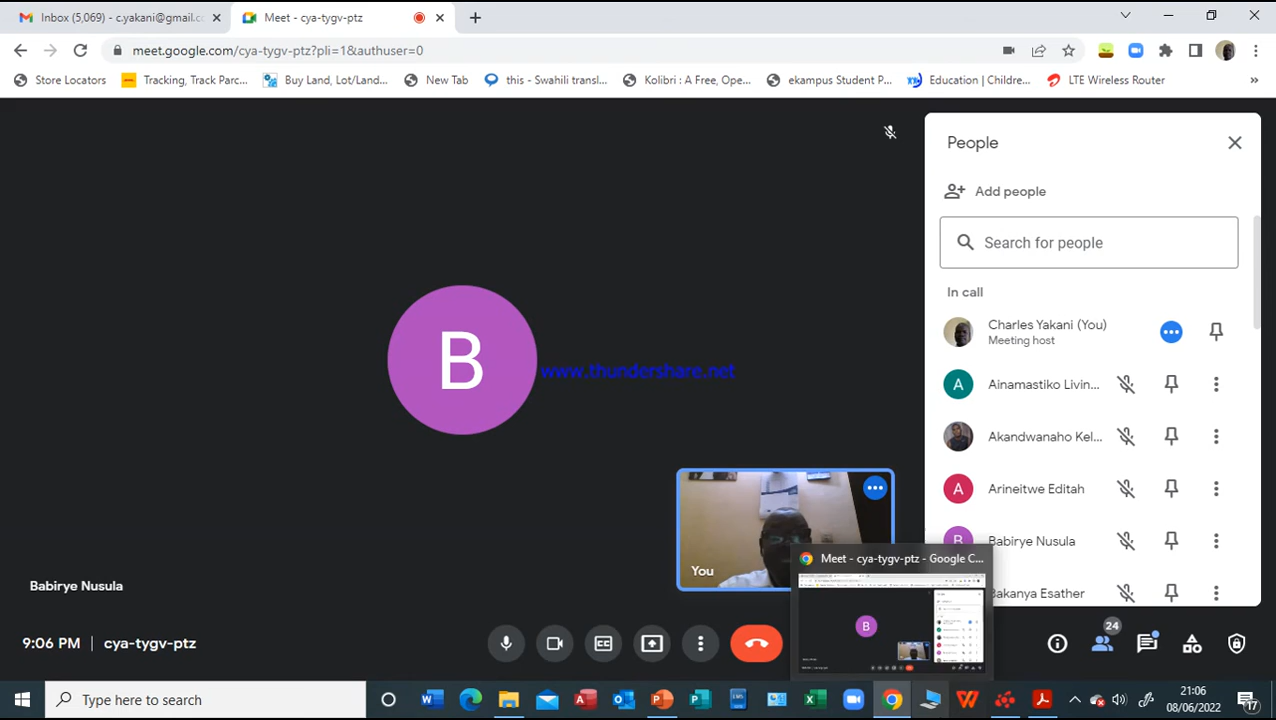 Inbox (5,069) - c.yakani@gmail.cc
Meet - cya-tygv-ptz
meet.google.com/cya-tygv-ptz?pli=1&authuser=0
Store Locators
Tracking, Track Parc...
Buy Land, Lot/Land...
New Tab
this - Swahili transl...
Kolibri : A Free, Ope...
ekampus Student P...
Education | Childre...
LTE Wireless Router
People
Add people
Search for people
In call
Charles Yakani (You)
Meeting host
A
Ainamastiko Livin...
Akandwanaho Kel...
A
Arineitwe Editah
B
Babirye Nusula
Bakanya Esather
B
www.thundershare.net
You
Babirye Nusula
Meet - cya-tygv-ptz - Google C...
B
9:06 PM | cya-tygv-ptz
24
Type here to search
21:06
08/06/2022
17